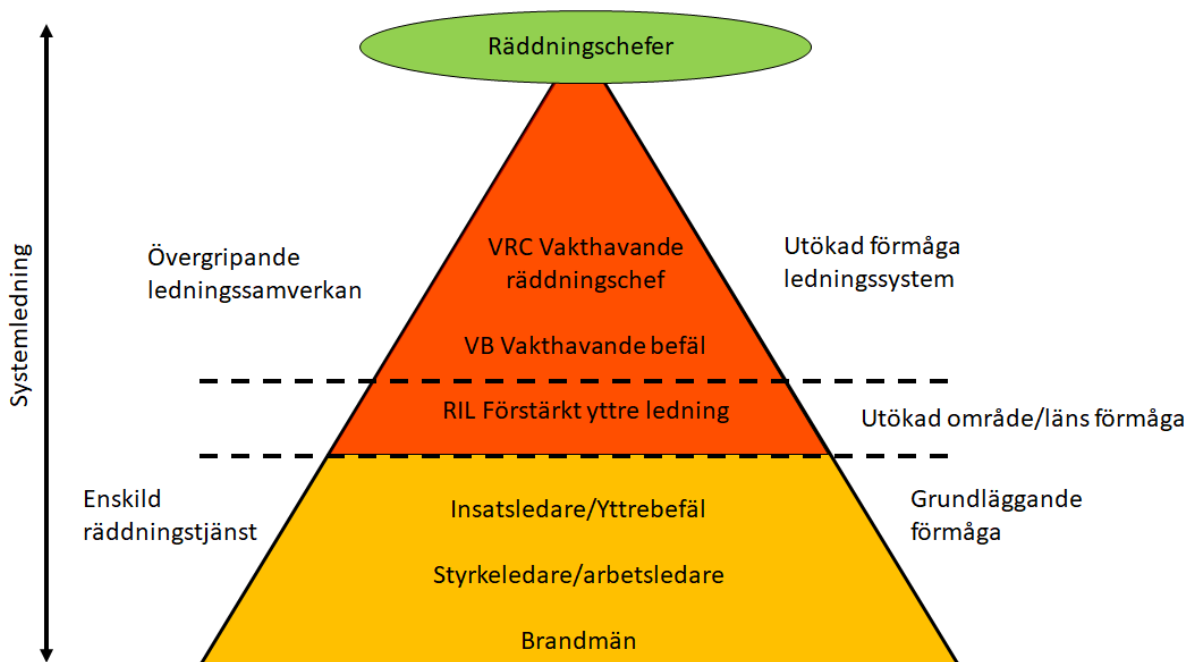 Räddningschefer
Systemledning
Övergripande
ledningssamverkan
VRC Vakthavande
räddningschef
Utökad förmåga
ledningssystem
VB Vakthavande befäl
RIL Förstärkt yttre ledning
Utökad område/läns förmåga
Enskild
räddningstjänst
Insatsledare/Yttrebefäl
Grundläggande
förmåga
Styrkeledare/arbetsledare
Brandmän